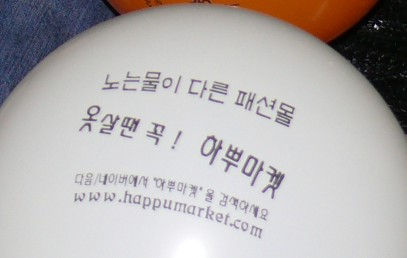 노는물이 다른 패션몰
옷살땐 꼭! 하뿌마켓
다음/네이버에서 "하뿌마켓"을 검색하세요
www.happumarket.com